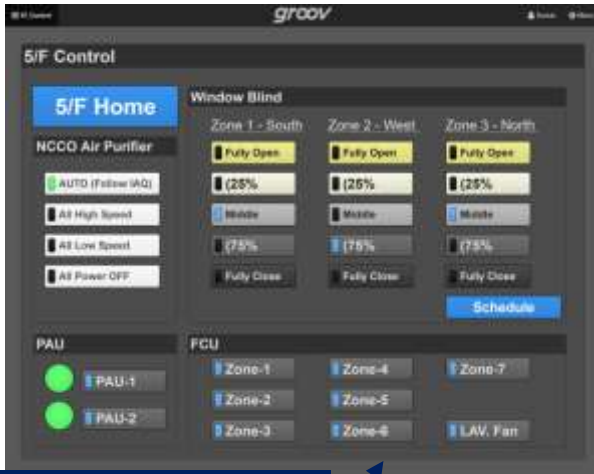 groov
5/F Control
5/F Home
NCCO Air Purifier
AUTO (Follow IAQ)
All High Speed
All Low Speed
All Power OFF
Window Blind
Zone 1 - South Zone 2 - West Zone 3 - North
Fully Open Fully Open Fully Open
(25% (25% (25%
Middle Middle Middle
(75% (75% (75%
Fully Close Fully Close Fully Close
Schedule
PAU
PAU-1
PAU-2
FCU
Zone-1 Zone-4 Zone-7
Zone-2 Zone-5
Zone-3 Zone-6 LAV. Fan